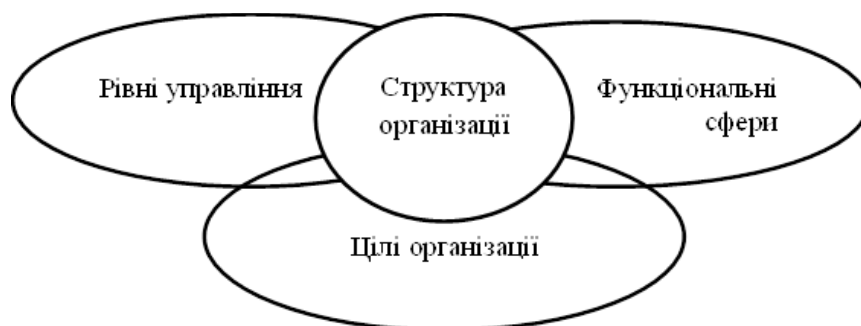 Рівні управління
Структура
організації
Функціональні
сфери
Цілі організації